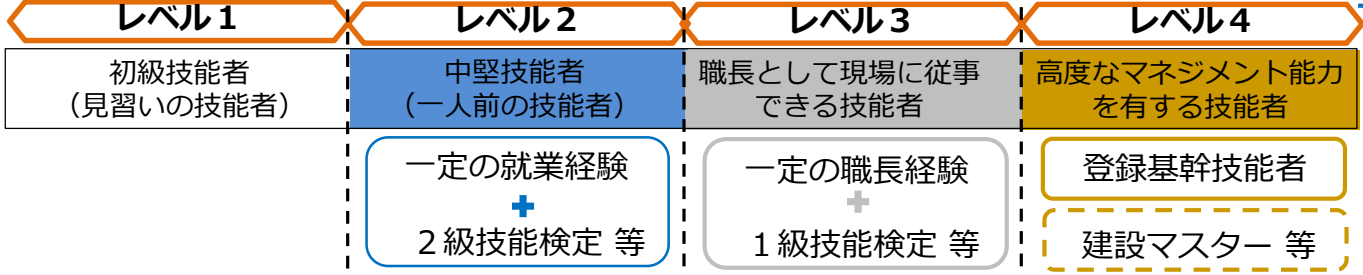 レベル１
レベル２
レベル３
レベル４
初級技能者
（見習いの技能者）
中堅技能者
（一人前の技能者）
職長として現場に従事
できる技能者
高度なマネジメント能力
を有する技能者
一定の就業経験
＋
２級技能検定 等
一定の職長経験
＋
１級技能検定 等
登録基幹技能者
建設マスター 等